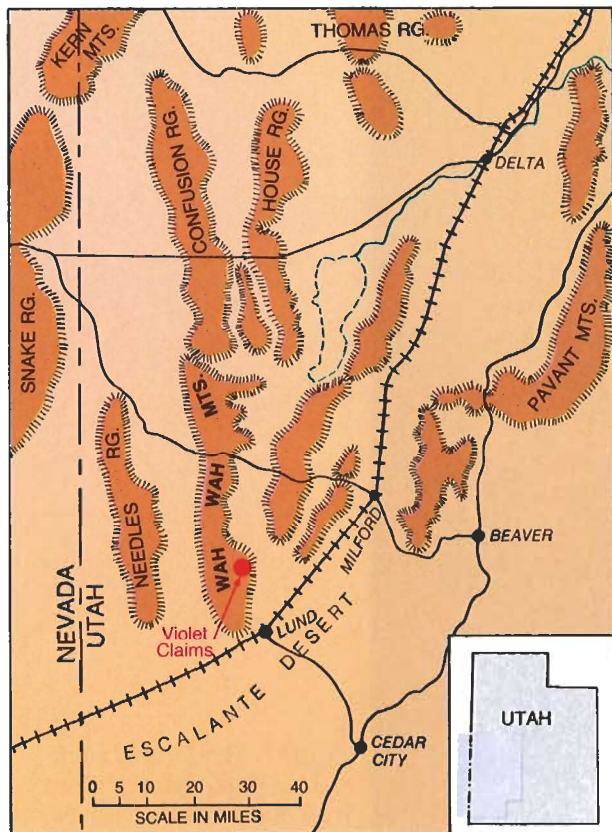 KERN
MTS.
THOMAS RG.
CONFUSION RG.
HOUSE RG.
DELTA
SNAKE RG.
PAVANT MTS.
WAH WAH MTS.
NEEDLES RG.
MILFORD
BEAVER
NEVADA
UTAH
Violet
Claims
LUND
ESCALANTE DESERT
CEDAR
CITY
UTAH
0 5 10 20 30 40
SCALE IN MILES